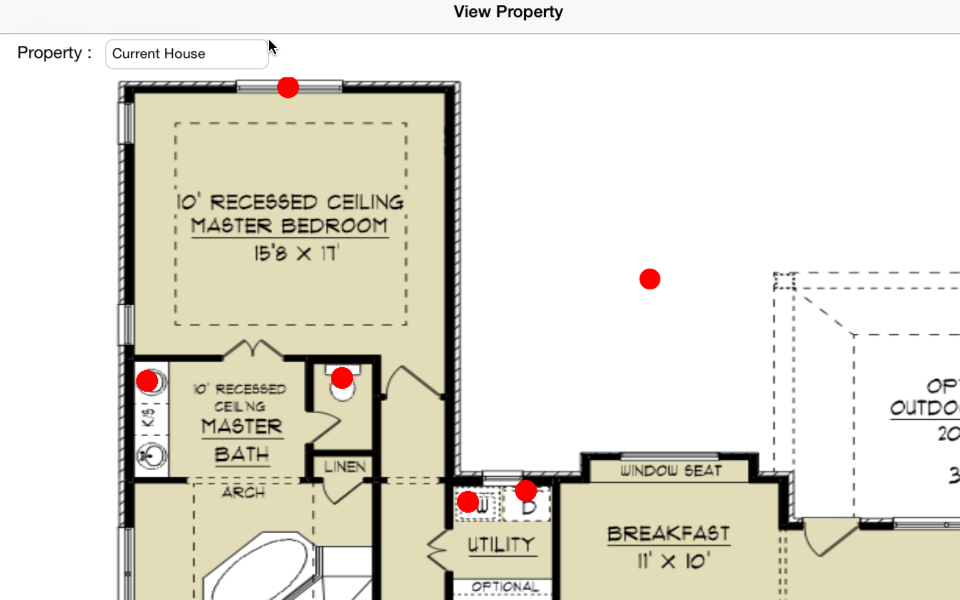 View Property
Property :
Current House
10' RECESSED CEILING
MASTER BEDROOM
15'8 X 17'
10' RECESSED
CEILING
MASTER
BATH
K/S
LINEN
ARCH
W
D
UTILITY
OPTIONAL
WINDOW SEAT
BREAKFAST
11' X 10'
OP
OUTDO
20
3